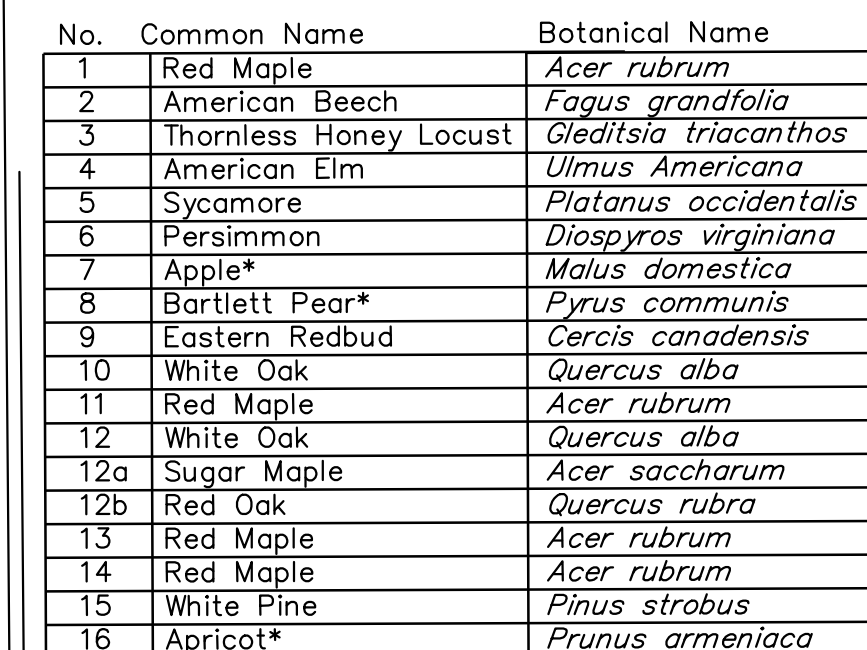 No. Common Name Botanical Name
1 Red Maple Acer rubrum
2 American Beech Fagus grandfolia
3 Thornless Honey Locust Gleditsia triacanthos
4 American Elm Ulmus Americana
5 Sycamore Platanus occidentalis
6 Persimmon Diospyros virginiana
7 Apple* Malus domestica
8 Bartlett Pear* Pyrus communis
9 Eastern Redbud Cercis canadensis
10 White Oak Quercus alba
11 Red Maple Acer rubrum
12 White Oak Quercus alba
12a Sugar Maple Acer saccharum
12b Red Oak Quercus rubra
13 Red Maple Acer rubrum
14 Red Maple Acer rubrum
15 White Pine Pinus strobus
16 Apricot* Prunus armeniaca